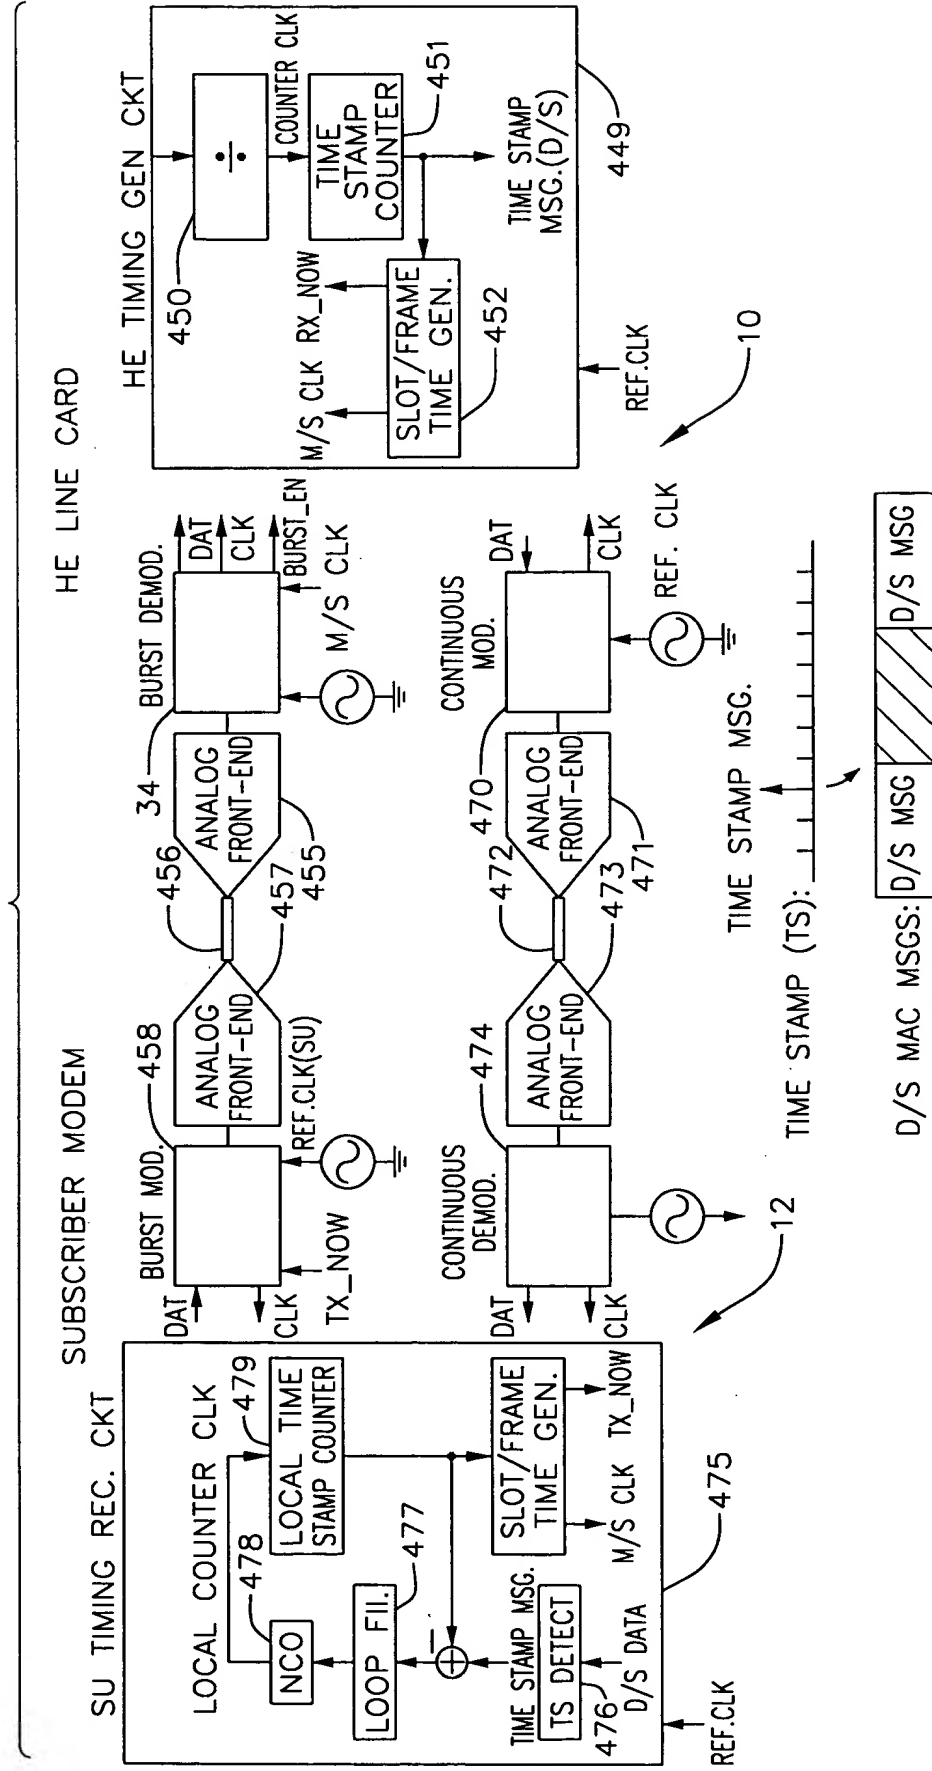 SUBSCRIBER MODEM
HE LINE CARD
SU TIMING REC. CKT
LOCAL COUNTER CLK
478
479
NCO
LOCAL TIME
STAMP COUNTER
LOOP FIL.
477
−
+
TIME STAMP MSG.
TS DETECT
476
D/S DATA
SLOT/FRAME
TIME GEN.
M/S CLK
TX_NOW
475
REF.CLK
BURST MOD.
458
DAT
CLK
TX_NOW
REF.CLK(SU)
ANALOG
FRONT-END
457
456
ANALOG
FRONT-END
455
34
BURST DEMOD.
DAT
CLK
BURST_EN
M/S CLK
CONTINUOUS
DEMOD.
474
DAT
CLK
ANALOG
FRONT-END
473
472
ANALOG
FRONT-END
471
470
CONTINUOUS
MOD.
DAT
CLK
REF. CLK
12
10
HE TIMING GEN CKT
450
÷
COUNTER CLK
TIME
STAMP
COUNTER
451
M/S CLK
RX_NOW
SLOT/FRAME
TIME GEN.
452
TIME STAMP
MSG.(D/S)
449
REF.CLK
TIME STAMP MSG.
TIME STAMP (TS):
D/S MAC MSGS:
D/S MSG
D/S MSG